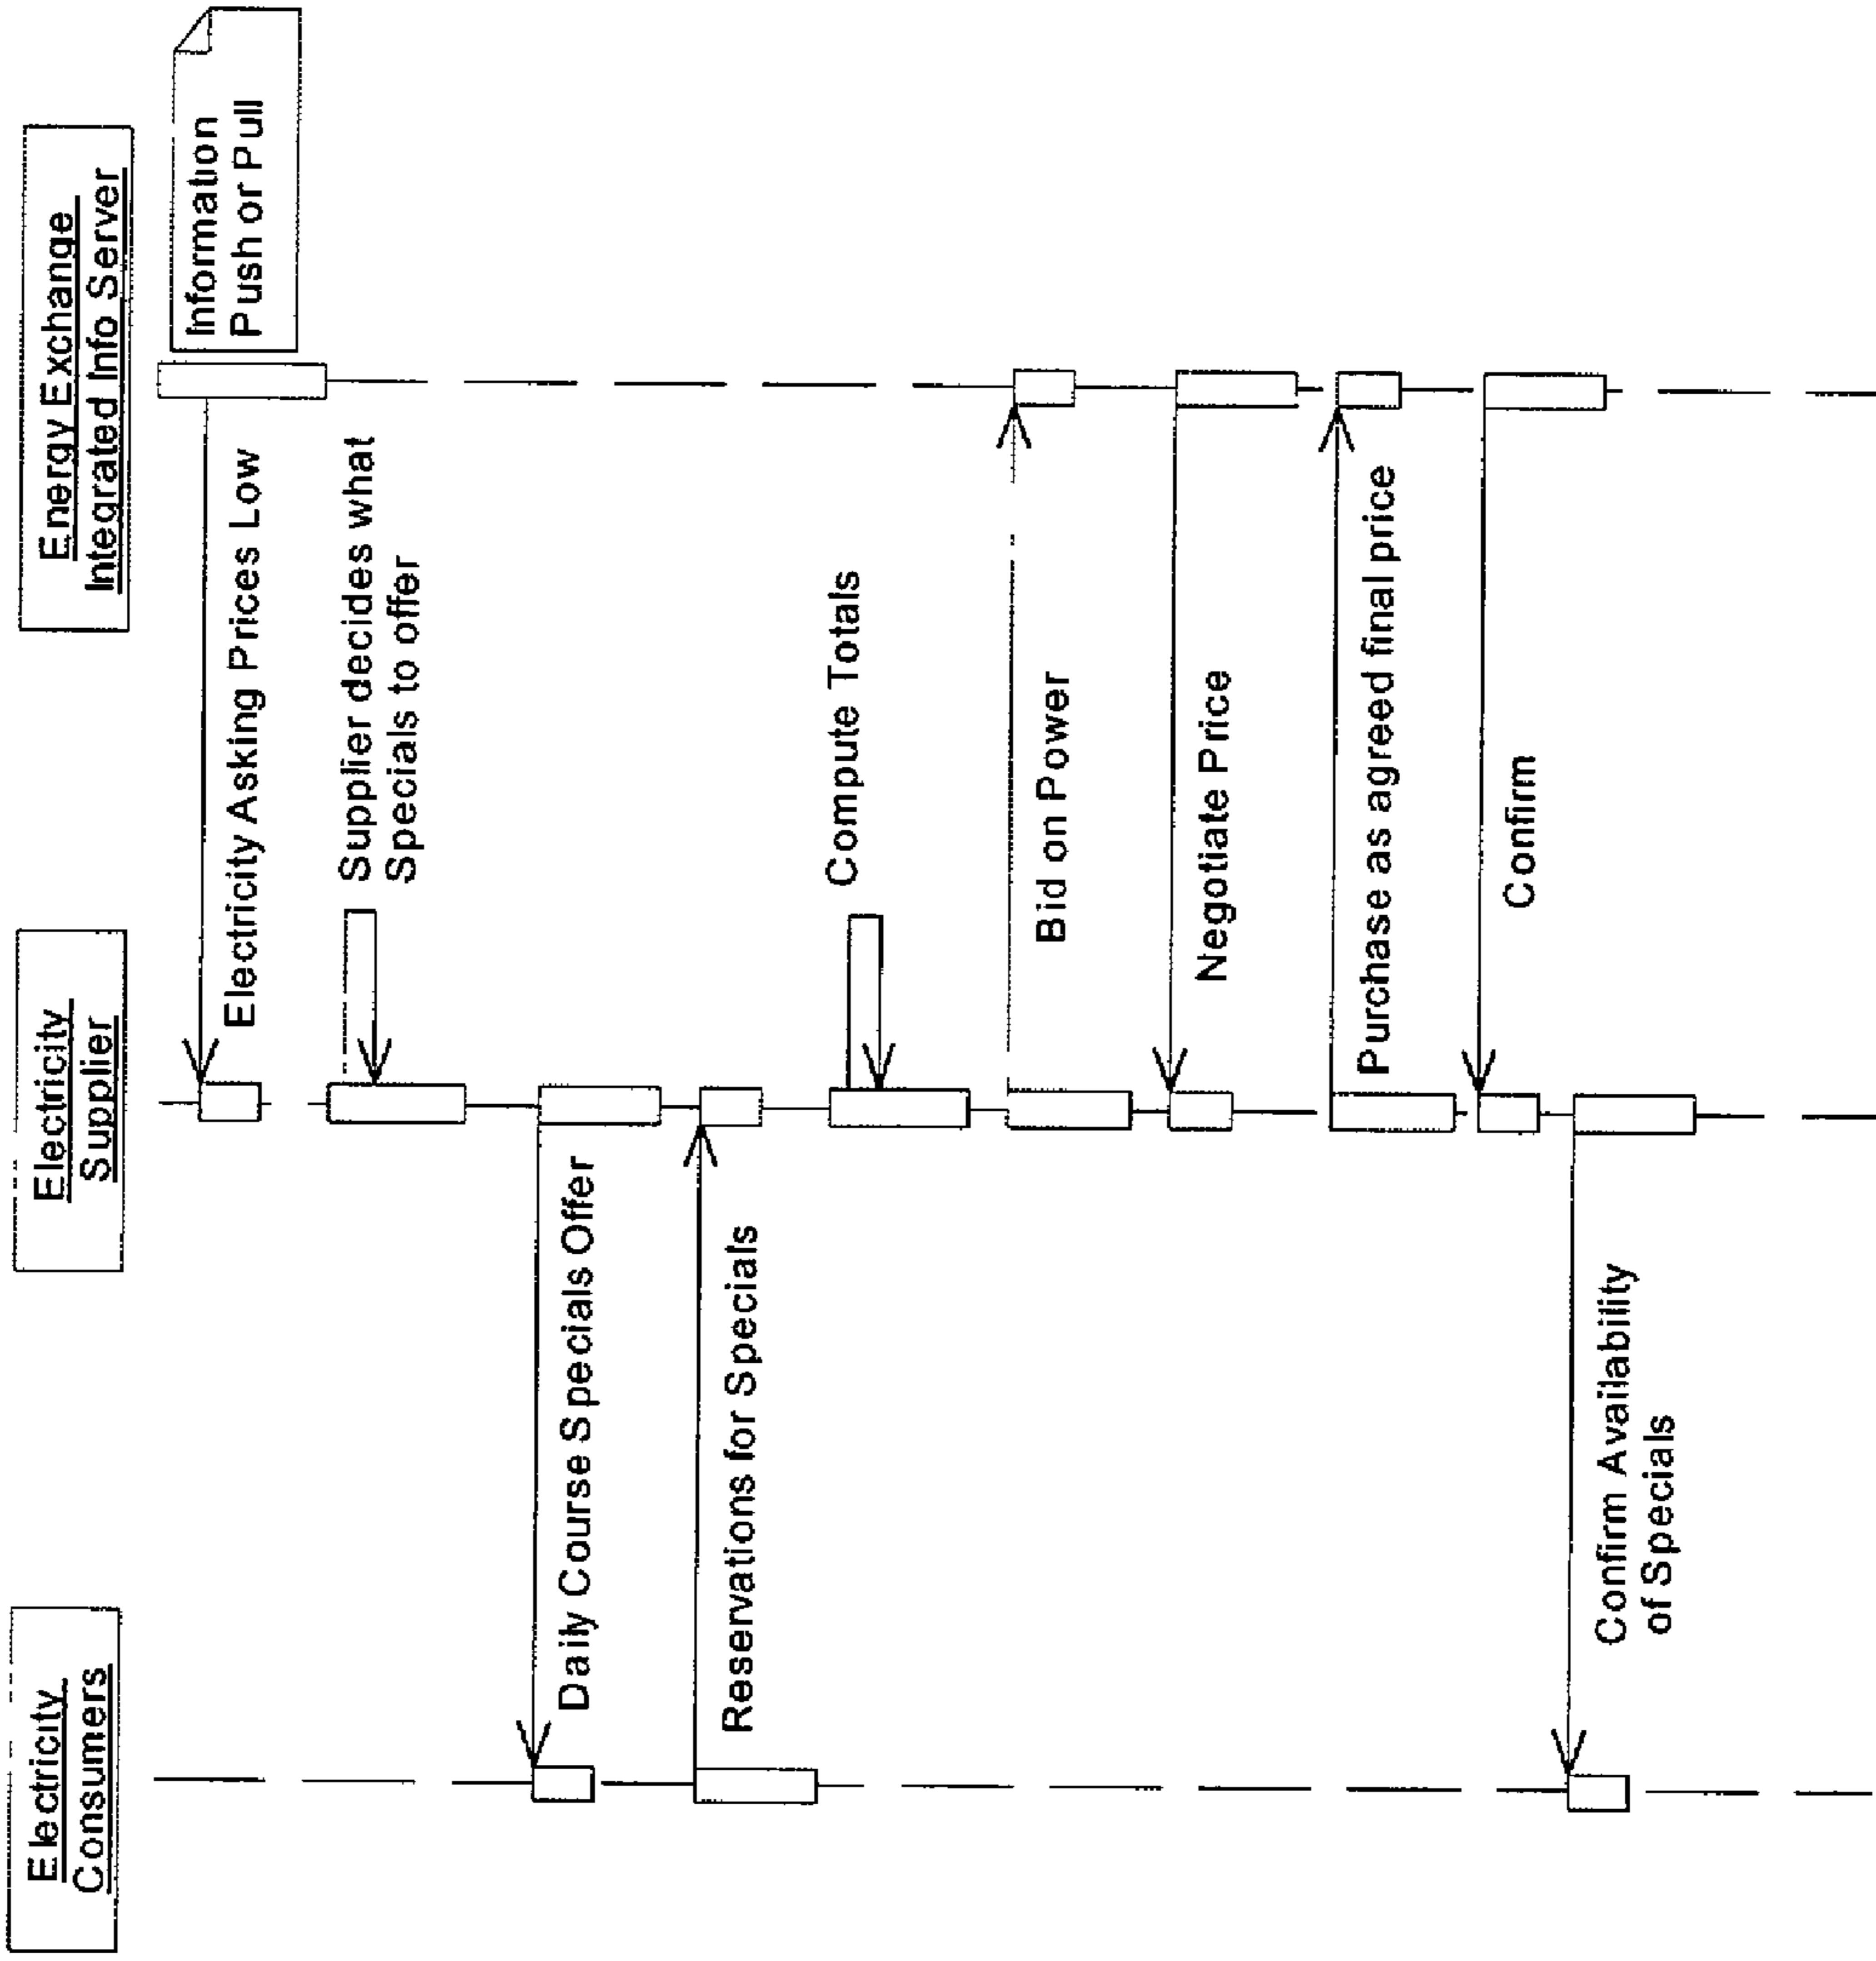 Electricity
Consumers
Electricity
Supplier
Energy Exchange
Integrated Info Server
Information
Push or Pull
Electricity Asking Prices Low
Supplier decides what
Specials to offer
Daily Course Specials Offer
Reservations for Specials
Compute Totals
Bid on Power
Negotiate Price
Purchase as agreed final price
Confirm
Confirm Availability
of Specials